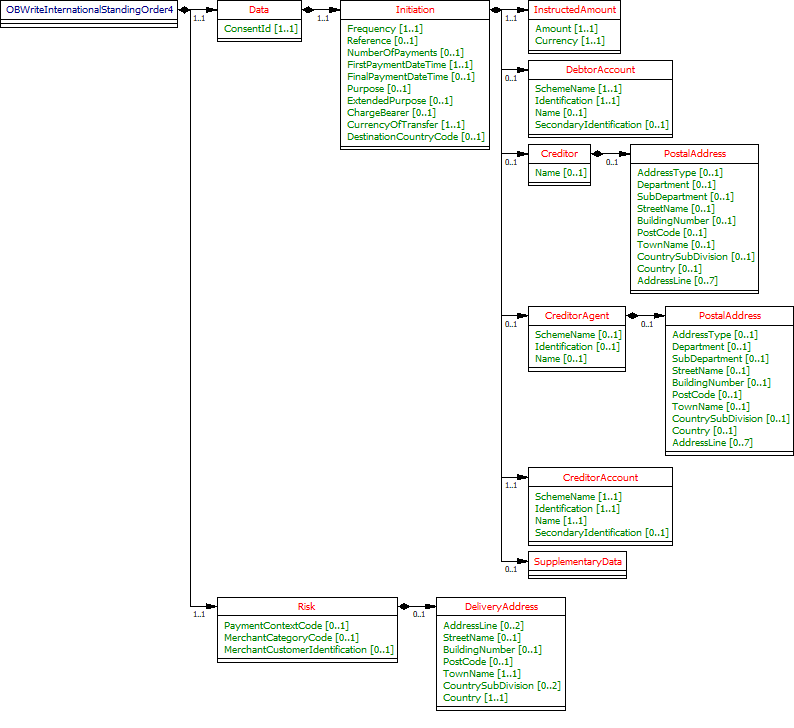 OBWriteInternationalStandingOrder4
1..1
Data
ConsentId [1..1]
1..1
Initiation
Frequency [1..1]
Reference [0..1]
NumberOfPayments [0..1]
FirstPaymentDateTime [1..1]
FinalPaymentDateTime [0..1]
Purpose [0..1]
ExtendedPurpose [0..1]
ChargeBearer [0..1]
CurrencyOfTransfer [1..1]
DestinationCountryCode [0..1]
1..1
InstructedAmount
Amount [1..1]
Currency [1..1]
0..1
DebtorAccount
SchemeName [1..1]
Identification [1..1]
Name [0..1]
SecondaryIdentification [0..1]
0..1
Creditor
Name [0..1]
0..1
PostalAddress
AddressType [0..1]
Department [0..1]
SubDepartment [0..1]
StreetName [0..1]
BuildingNumber [0..1]
PostCode [0..1]
TownName [0..1]
CountrySubDivision [0..1]
Country [0..1]
AddressLine [0..7]
0..1
CreditorAgent
SchemeName [0..1]
Identification [0..1]
Name [0..1]
0..1
PostalAddress
AddressType [0..1]
Department [0..1]
SubDepartment [0..1]
StreetName [0..1]
BuildingNumber [0..1]
PostCode [0..1]
TownName [0..1]
CountrySubDivision [0..1]
Country [0..1]
AddressLine [0..7]
1..1
CreditorAccount
SchemeName [1..1]
Identification [1..1]
Name [1..1]
SecondaryIdentification [0..1]
0..1
SupplementaryData
1..1
Risk
PaymentContextCode [0..1]
MerchantCategoryCode [0..1]
MerchantCustomerIdentification [0..1]
0..1
DeliveryAddress
AddressLine [0..2]
StreetName [0..1]
BuildingNumber [0..1]
PostCode [0..1]
TownName [1..1]
CountrySubDivision [0..2]
Country [1..1]